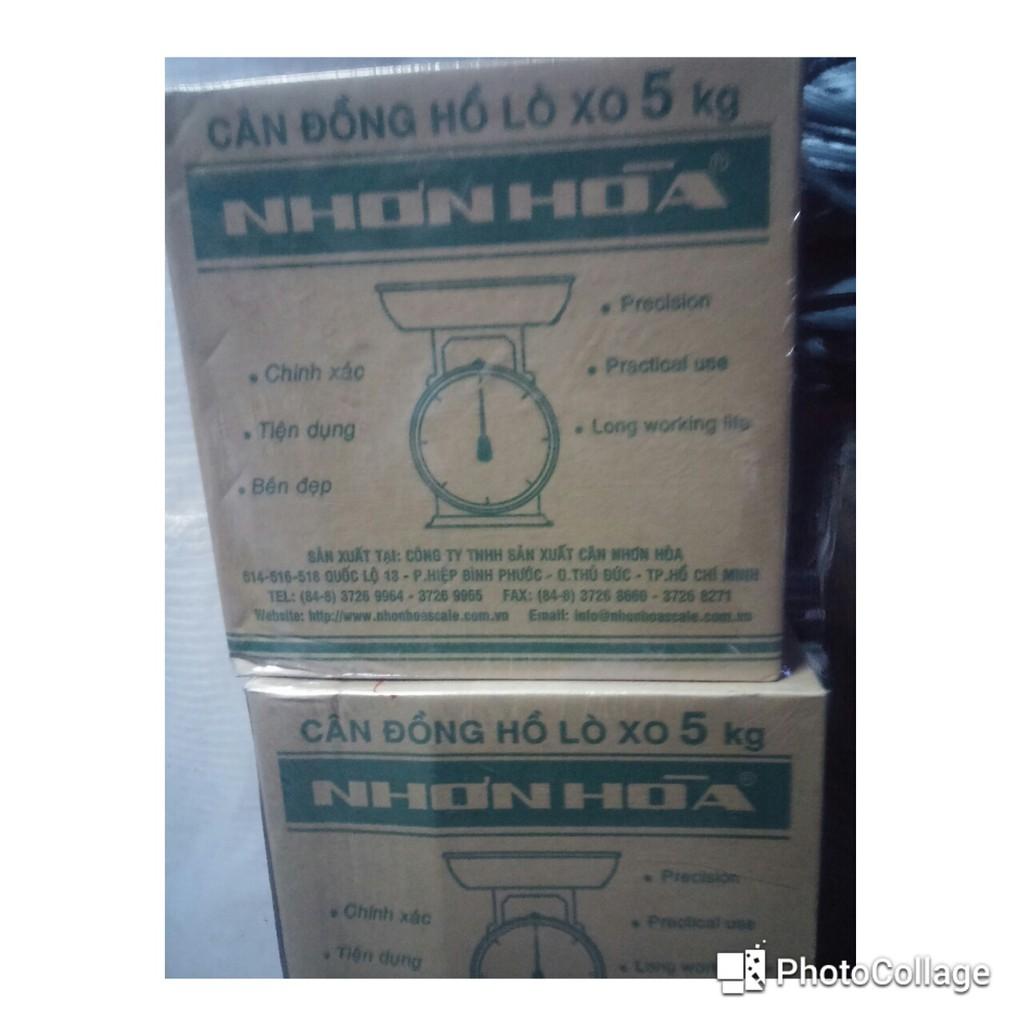 CÂN ĐỒNG HỒ LÒ XO 5 kg
NHƠN HÒA®
• Precision
• Chính xác
• Practical use
• Tiện dụng
• Long working life
• Bền đẹp
SẢN XUẤT TẠI: CÔNG TY TNHH SẢN XUẤT CÂN NHƠN HÒA
514-516-518 QUỐC LỘ 13 - P.HIỆP BÌNH PHƯỚC - Q.THỦ ĐỨC - TP.HỒ CHÍ MINH
TEL: (84-8) 3726 9964 - 3726 9965 FAX: (84-8) 3726 8666 - 3726 8271
Website: http://www.nhonhoascale.com.vn Email: info@nhonhoascale.com.vn
CÂN ĐỒNG HỒ LÒ XO 5 kg
NHƠN HÒA®
• Precision
• Chính xác
• Practical use
• Tiện dụng
• Long
PhotoCollage